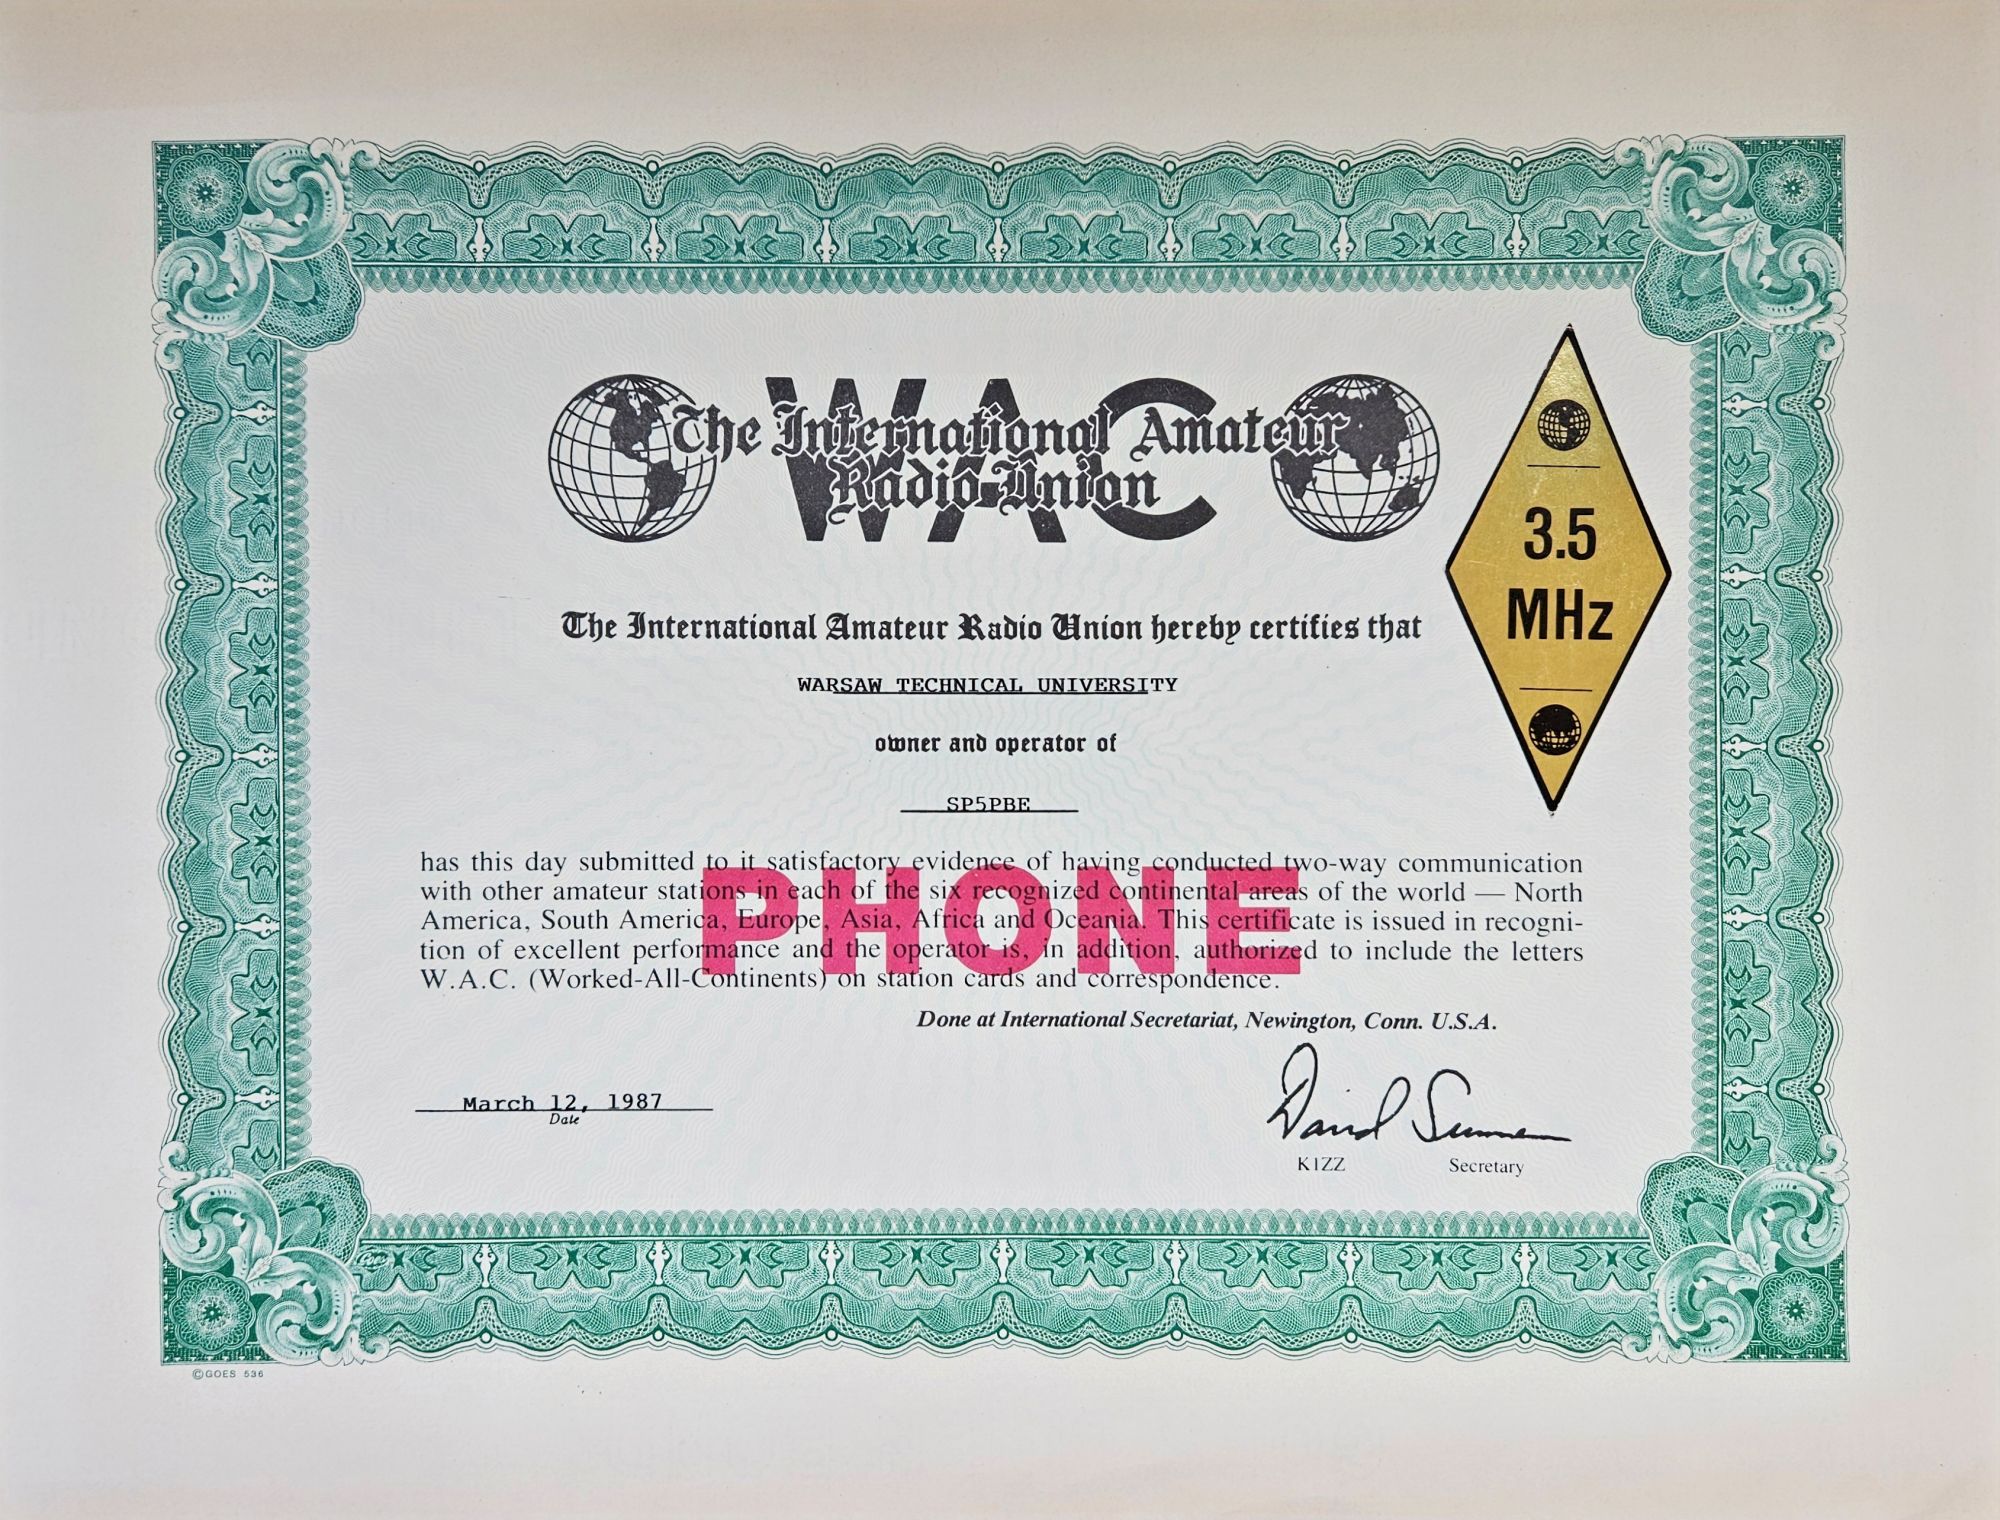 WAC
The International Amateur
Radio Union
3.5
MHz
The International Amateur Radio Union hereby certifies that
WARSAW TECHNICAL UNIVERSITY
owner and operator of
SP5PBE
has this day submitted to it satisfactory evidence of having conducted two-way communication
with other amateur stations in each of the six recognized continental areas of the world — North
America, South America, Europe, Asia, Africa and Oceania. This certificate is issued in recogni-
tion of excellent performance and the operator is, in addition, authorized to include the letters
W.A.C. (Worked-All-Continents) on station cards and correspondence.
PHONE
Done at International Secretariat, Newington, Conn. U.S.A.
March 12, 1987
Date
David Sumner
K1ZZ Secretary
©GOES 536